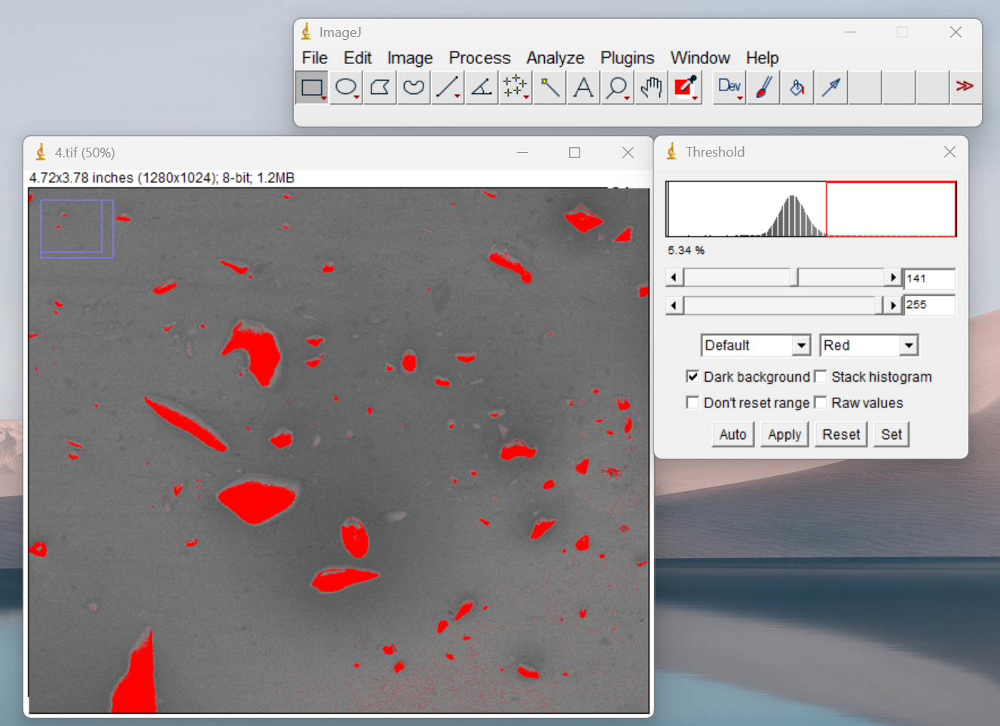 ImageJ
File Edit Image Process Analyze Plugins Window Help
A Dev >>
4.tif (50%)
4.72x3.78 inches (1280x1024); 8-bit; 1.2MB
Threshold
5.34 %
141
255
Default Red
Dark background Stack histogram
Don't reset range Raw values
Auto Apply Reset Set